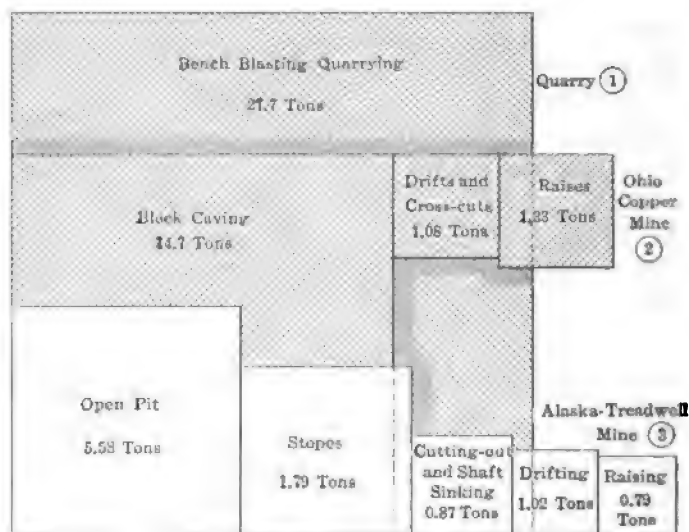 Bench Blasting Quarrying
27.7 Tons
Quarry ①
Block Caving
14.7 Tons
Drifts and
Cross-cuts
1.08 Tons
Raises
1.33 Tons
Ohio
Copper
Mine
②
Open Pit
5.58 Tons
Stopes
1.79 Tons
Alaska-Treadwell
Mine ③
Cutting-out
and Shaft
Sinking
0.87 Tons
Drifting
1.02 Tons
Raising
0.79
Tons